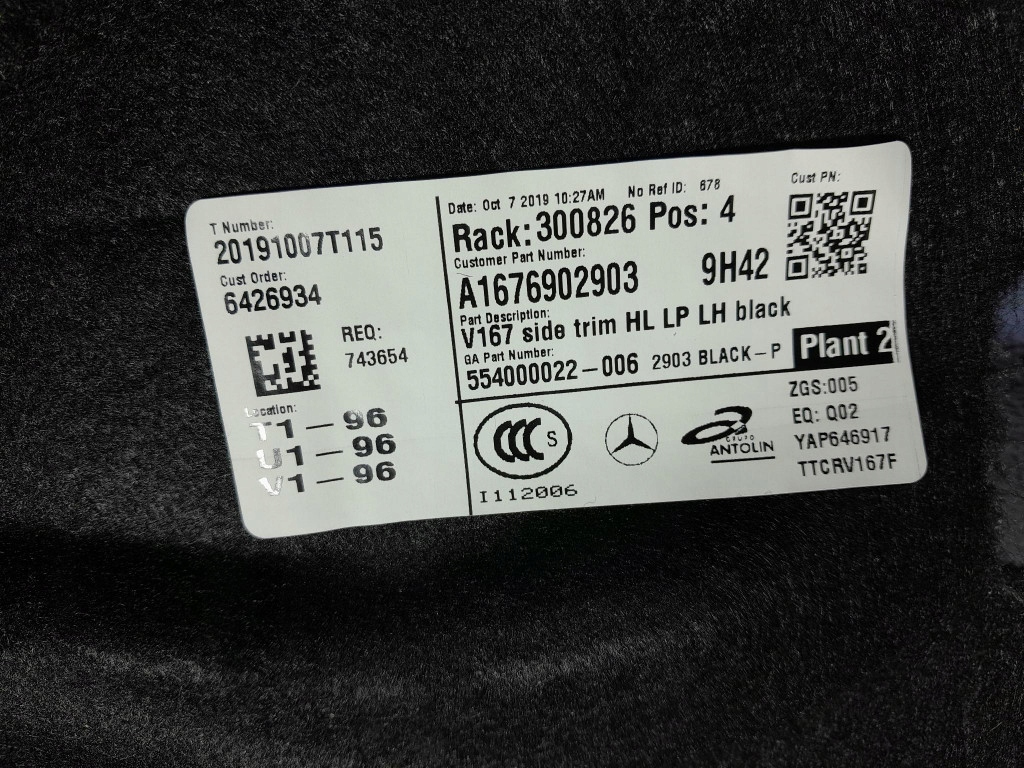 T Number:
20191007T115
Cust Order:
6426934
REQ:
743654
Location:
T1-96
U1-96
V1-96
Date: Oct 7 2019 10:27AM No Ref ID: 678
Rack: 300826 Pos: 4
Customer Part Number:
A1676902903 9H42
Part Description:
V167 side trim HL LP LH black
GA Part Number:
554000022-006 2903 BLACK-P
Cust PN:
Plant 2
CCC S
I112006
GRUPO
ANTOLIN
ZGS:005
EQ: Q02
YAP646917
TTCRV167F